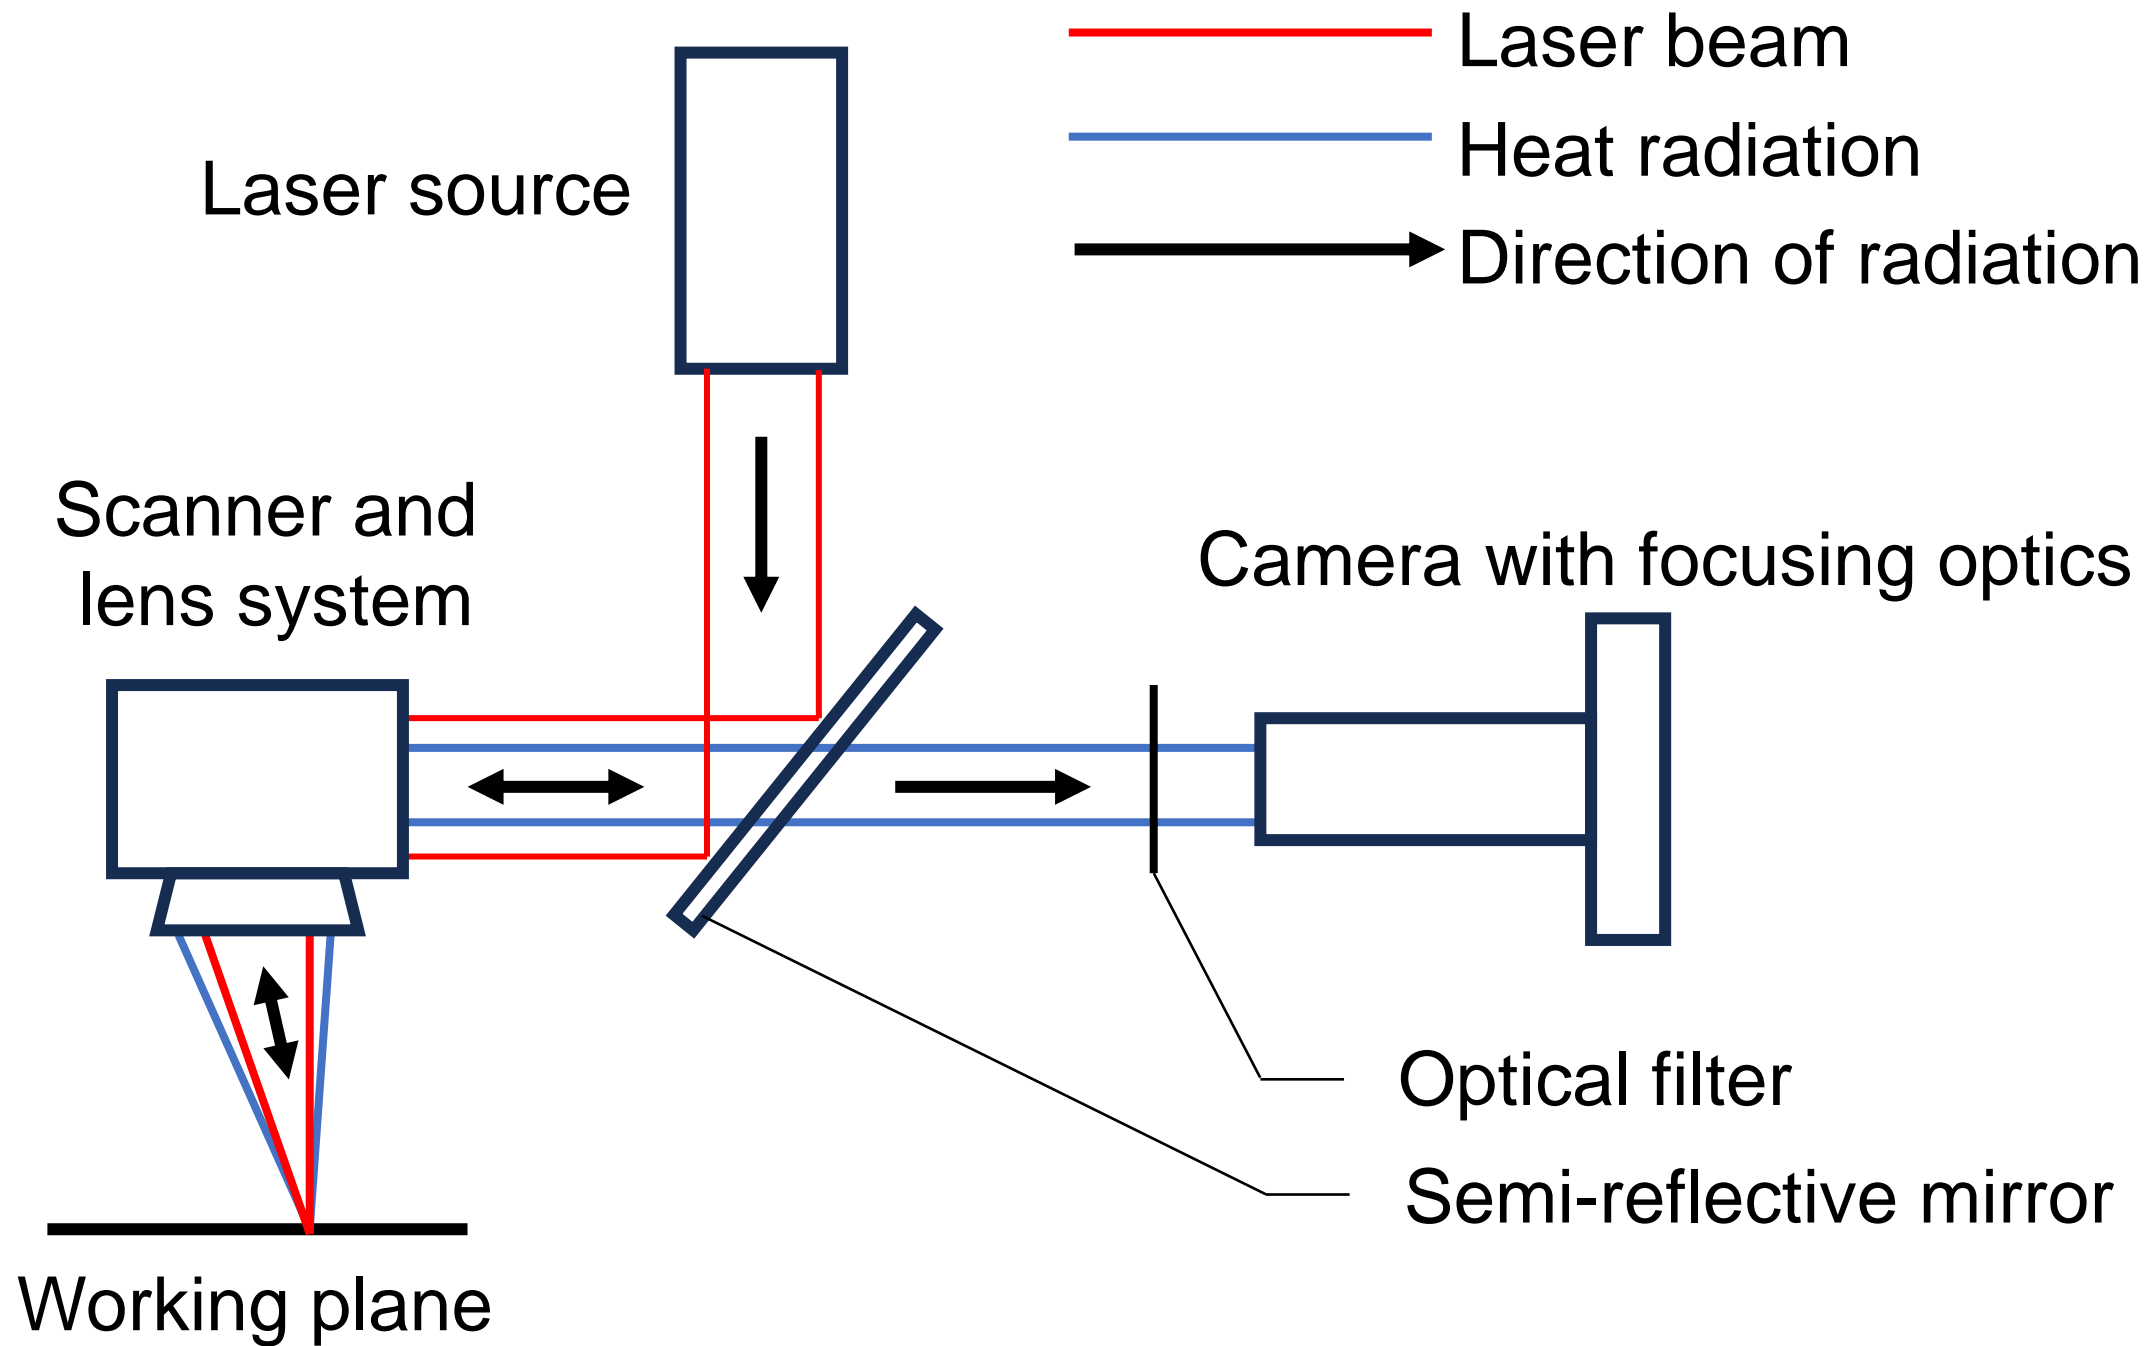 Laser beam
Heat radiation
Direction of radiation
Laser source
Scanner and
lens system
Camera with focusing optics
Optical filter
Semi-reflective mirror
Working plane